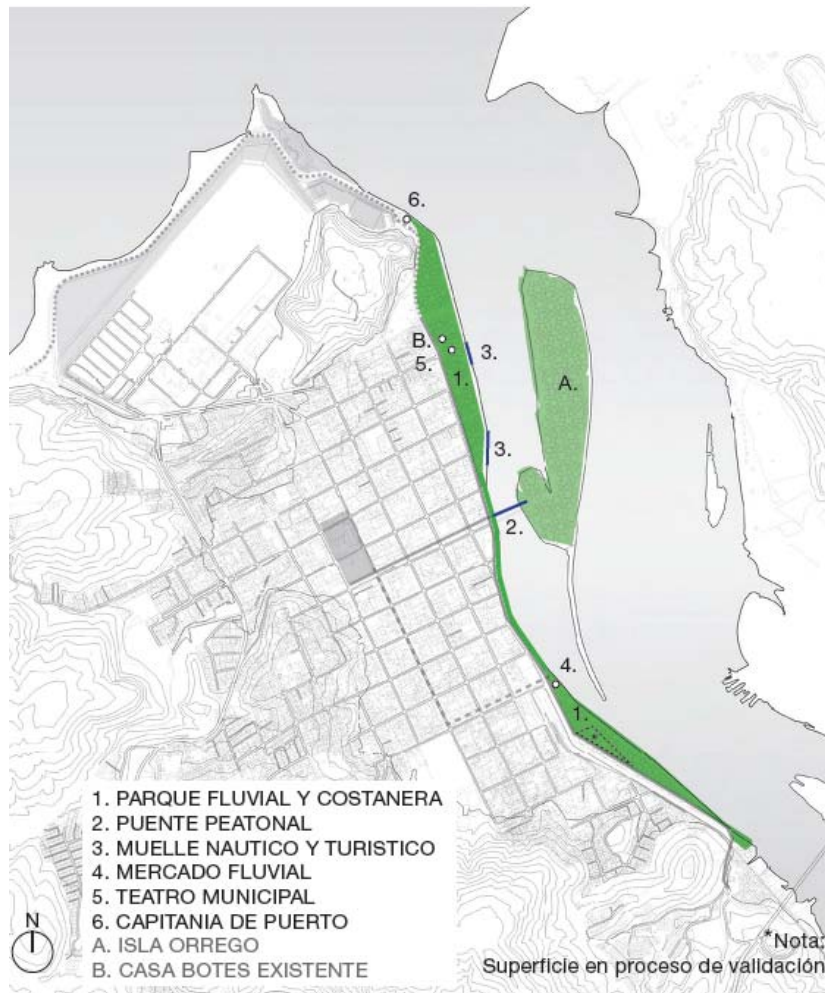 6.
B.
5.
3.
1.
A.
3.
2.
4.
1.
*
1. PARQUE FLUVIAL Y COSTANERA
2. PUENTE PEATONAL
3. MUELLE NAUTICO Y TURISTICO
4. MERCADO FLUVIAL
5. TEATRO MUNICIPAL
6. CAPITANIA DE PUERTO
A. ISLA ORREGO
B. CASA BOTES EXISTENTE
N
*Nota:
Superficie en proceso de validación